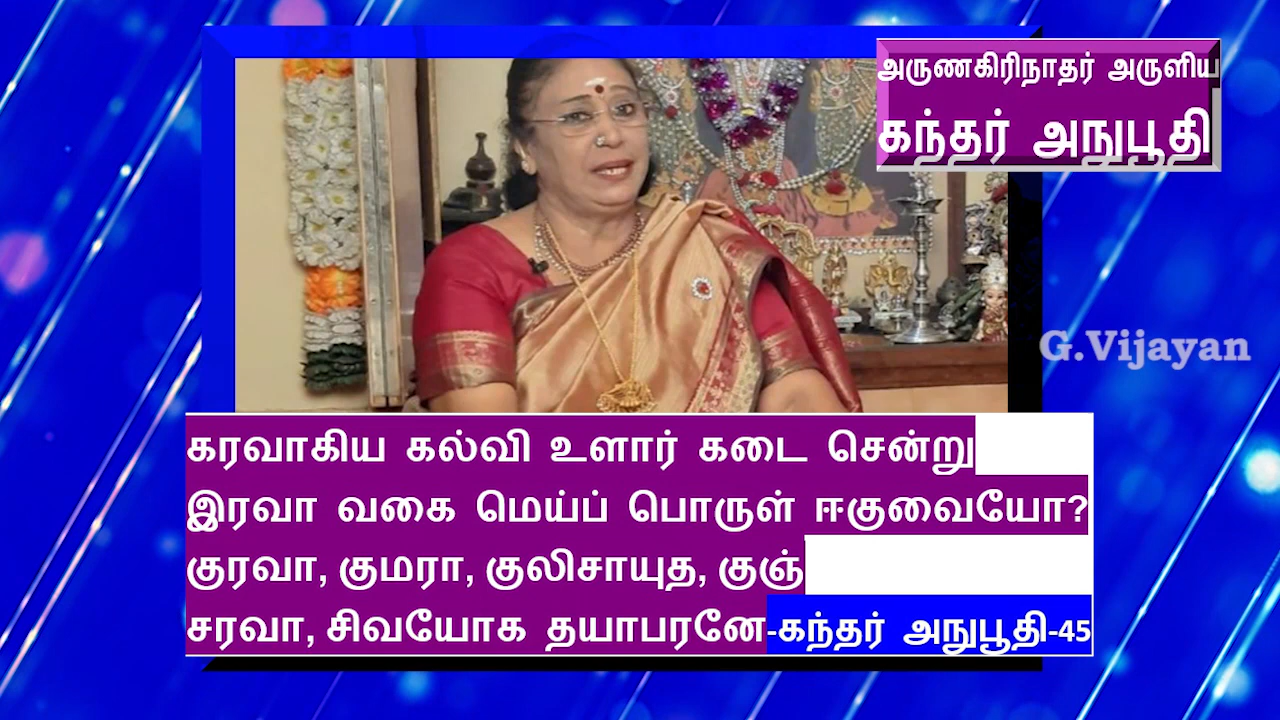 அருணகிரிநாதர் அருளிய
கந்தர் அநுபூதி
G.Vijayan
கரவாகிய கல்வி உளார் கடை சென்று
இரவா வகை மெய்ப் பொருள் ஈகுவையோ?
குரவா, குமரா, குலிசாயுத, குஞ்
சரவா, சிவயோக தயாபரனே-கந்தர் அநுபூதி-45